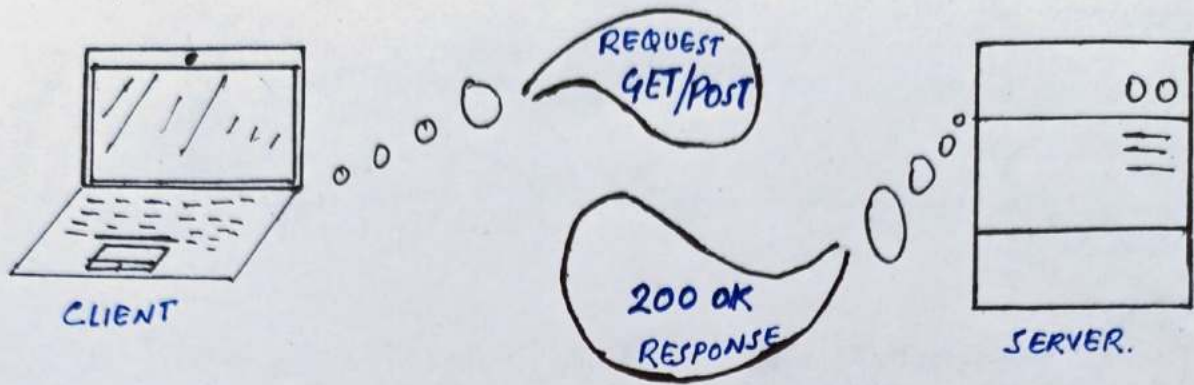 REQUEST
GET/POST
200 OK
RESPONSE
CLIENT
SERVER.